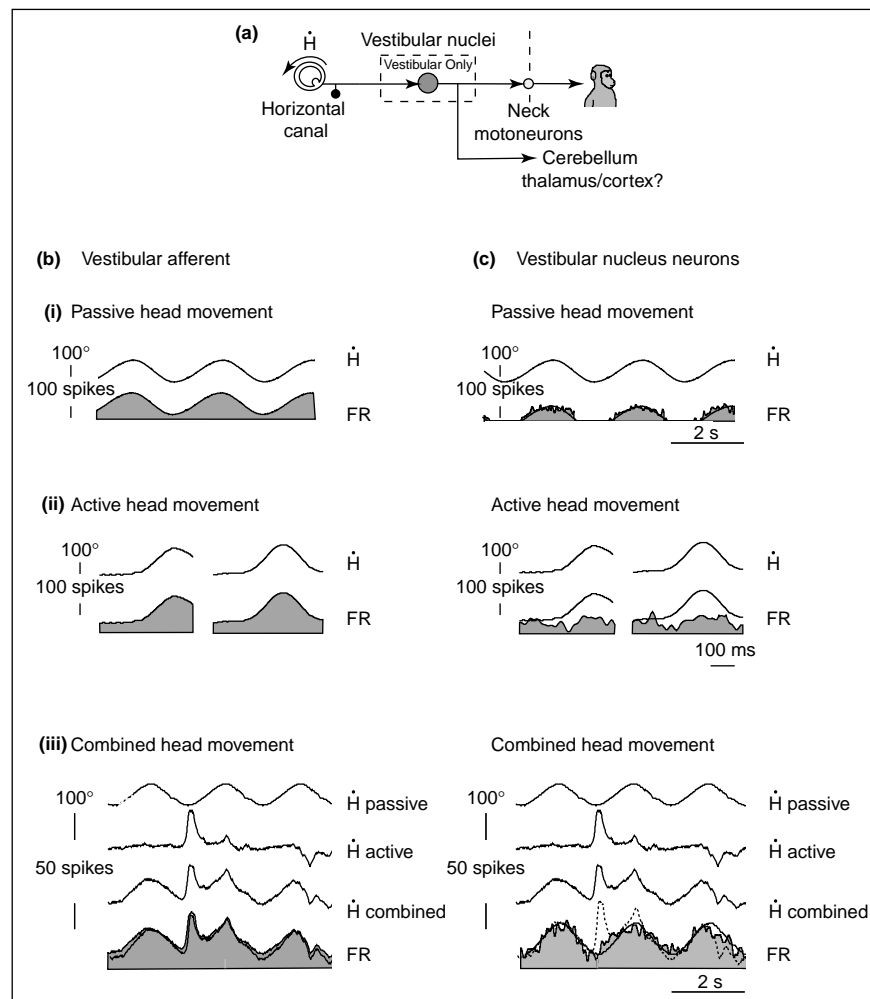 (a)
Ḣ
Vestibular nuclei
Vestibular Only
Horizontal
canal
Neck
motoneurons
Cerebellum
thalamus/cortex?
(b) Vestibular afferent
(c) Vestibular nucleus neurons
(i) Passive head movement
100°
Ḣ
100 spikes
FR
Passive head movement
100°
Ḣ
100 spikes
FR
2 s
(ii) Active head movement
100°
Ḣ
100 spikes
FR
Active head movement
100°
Ḣ
100 spikes
FR
100 ms
(iii) Combined head movement
100°
Ḣ passive
Ḣ active
50 spikes
Ḣ combined
FR
Combined head movement
100°
Ḣ passive
Ḣ active
50 spikes
Ḣ combined
FR
2 s